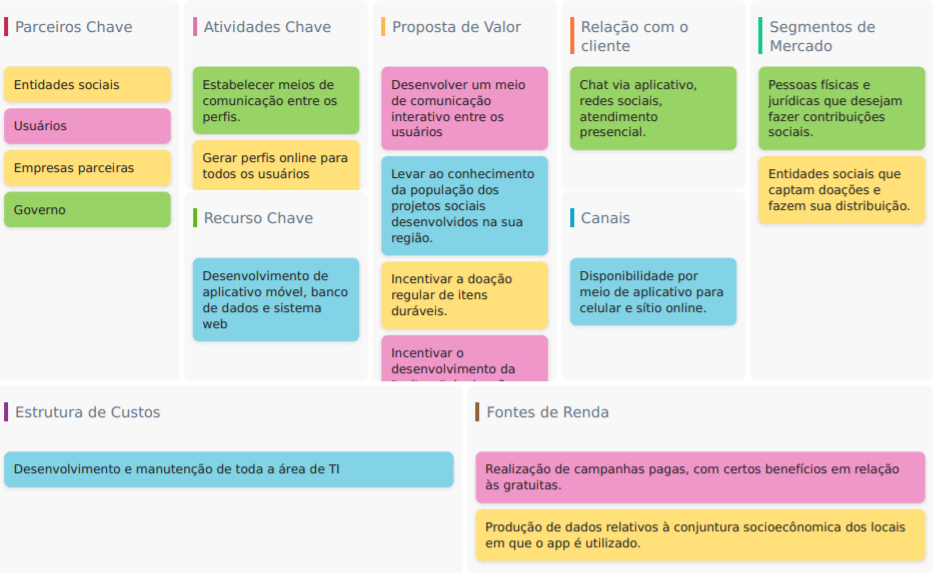 Parceiros Chave
Entidades sociais
Usuários
Empresas parceiras
Governo
Atividades Chave
Estabelecer meios de
comunicação entre os
perfis.
Gerar perfis online para
todos os usuários
Recurso Chave
Desenvolvimento de
aplicativo móvel, banco
de dados e sistema
web
Proposta de Valor
Desenvolver um meio
de comunicação
interativo entre os
usuários
Levar ao conhecimento
da população dos
projetos sociais
desenvolvidos na sua
região.
Incentivar a doação
regular de itens
duráveis.
Incentivar o
desenvolvimento da
Relação com o
cliente
Chat via aplicativo,
redes sociais,
atendimento
presencial.
Canais
Disponibilidade por
meio de aplicativo para
celular e sítio online.
Segmentos de
Mercado
Pessoas físicas e
jurídicas que desejam
fazer contribuições
sociais.
Entidades sociais que
captam doações e
fazem sua distribuição.
Estrutura de Custos
Desenvolvimento e manutenção de toda a área de TI
Fontes de Renda
Realização de campanhas pagas, com certos benefícios em relação
às gratuitas.
Produção de dados relativos à conjuntura socioecônomica dos locais
em que o app é utilizado.